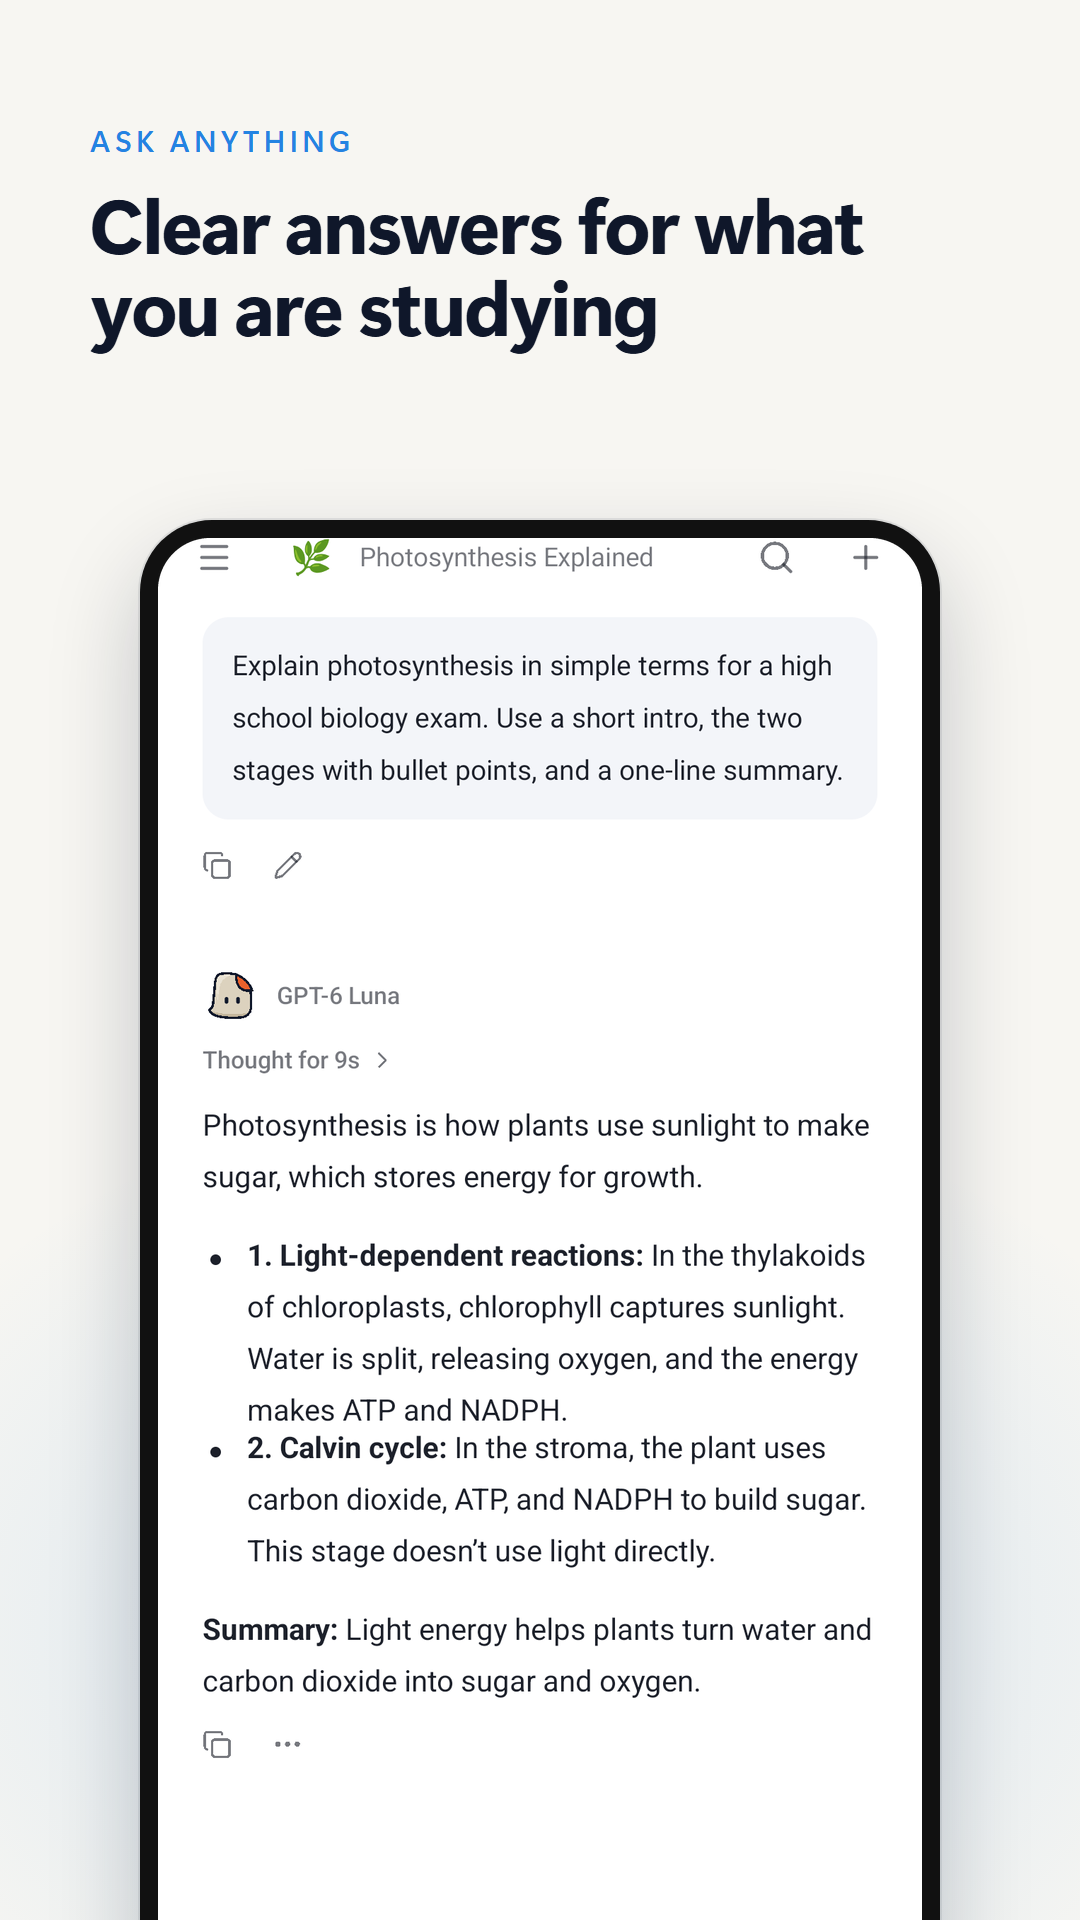 ASK ANYTHING
Clear answers for what
you are studying
Photosynthesis Explained
Explain photosynthesis in simple terms for a high
school biology exam. Use a short intro, the two
stages with bullet points, and a one-line summary.
GPT-6 Luna
Thought for 9s
Photosynthesis is how plants use sunlight to make
sugar, which stores energy for growth.
• 1. Light-dependent reactions: In the thylakoids
of chloroplasts, chlorophyll captures sunlight.
Water is split, releasing oxygen, and the energy
makes ATP and NADPH.
• 2. Calvin cycle: In the stroma, the plant uses
carbon dioxide, ATP, and NADPH to build sugar.
This stage doesn’t use light directly.
Summary: Light energy helps plants turn water and
carbon dioxide into sugar and oxygen.